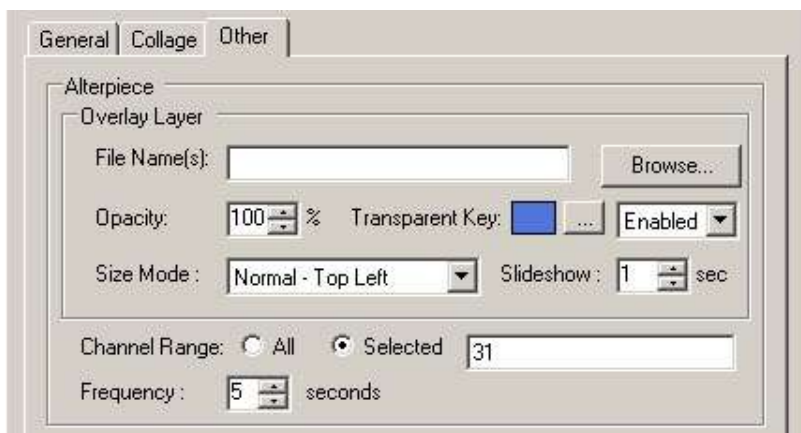 General Collage Other
Alterpiece
Overlay Layer
File Name(s): Browse...
Opacity: 100 % Transparent Key: ... Enabled
Size Mode : Normal - Top Left Slideshow : 1 sec
Channel Range: All Selected 31
Frequency : 5 seconds